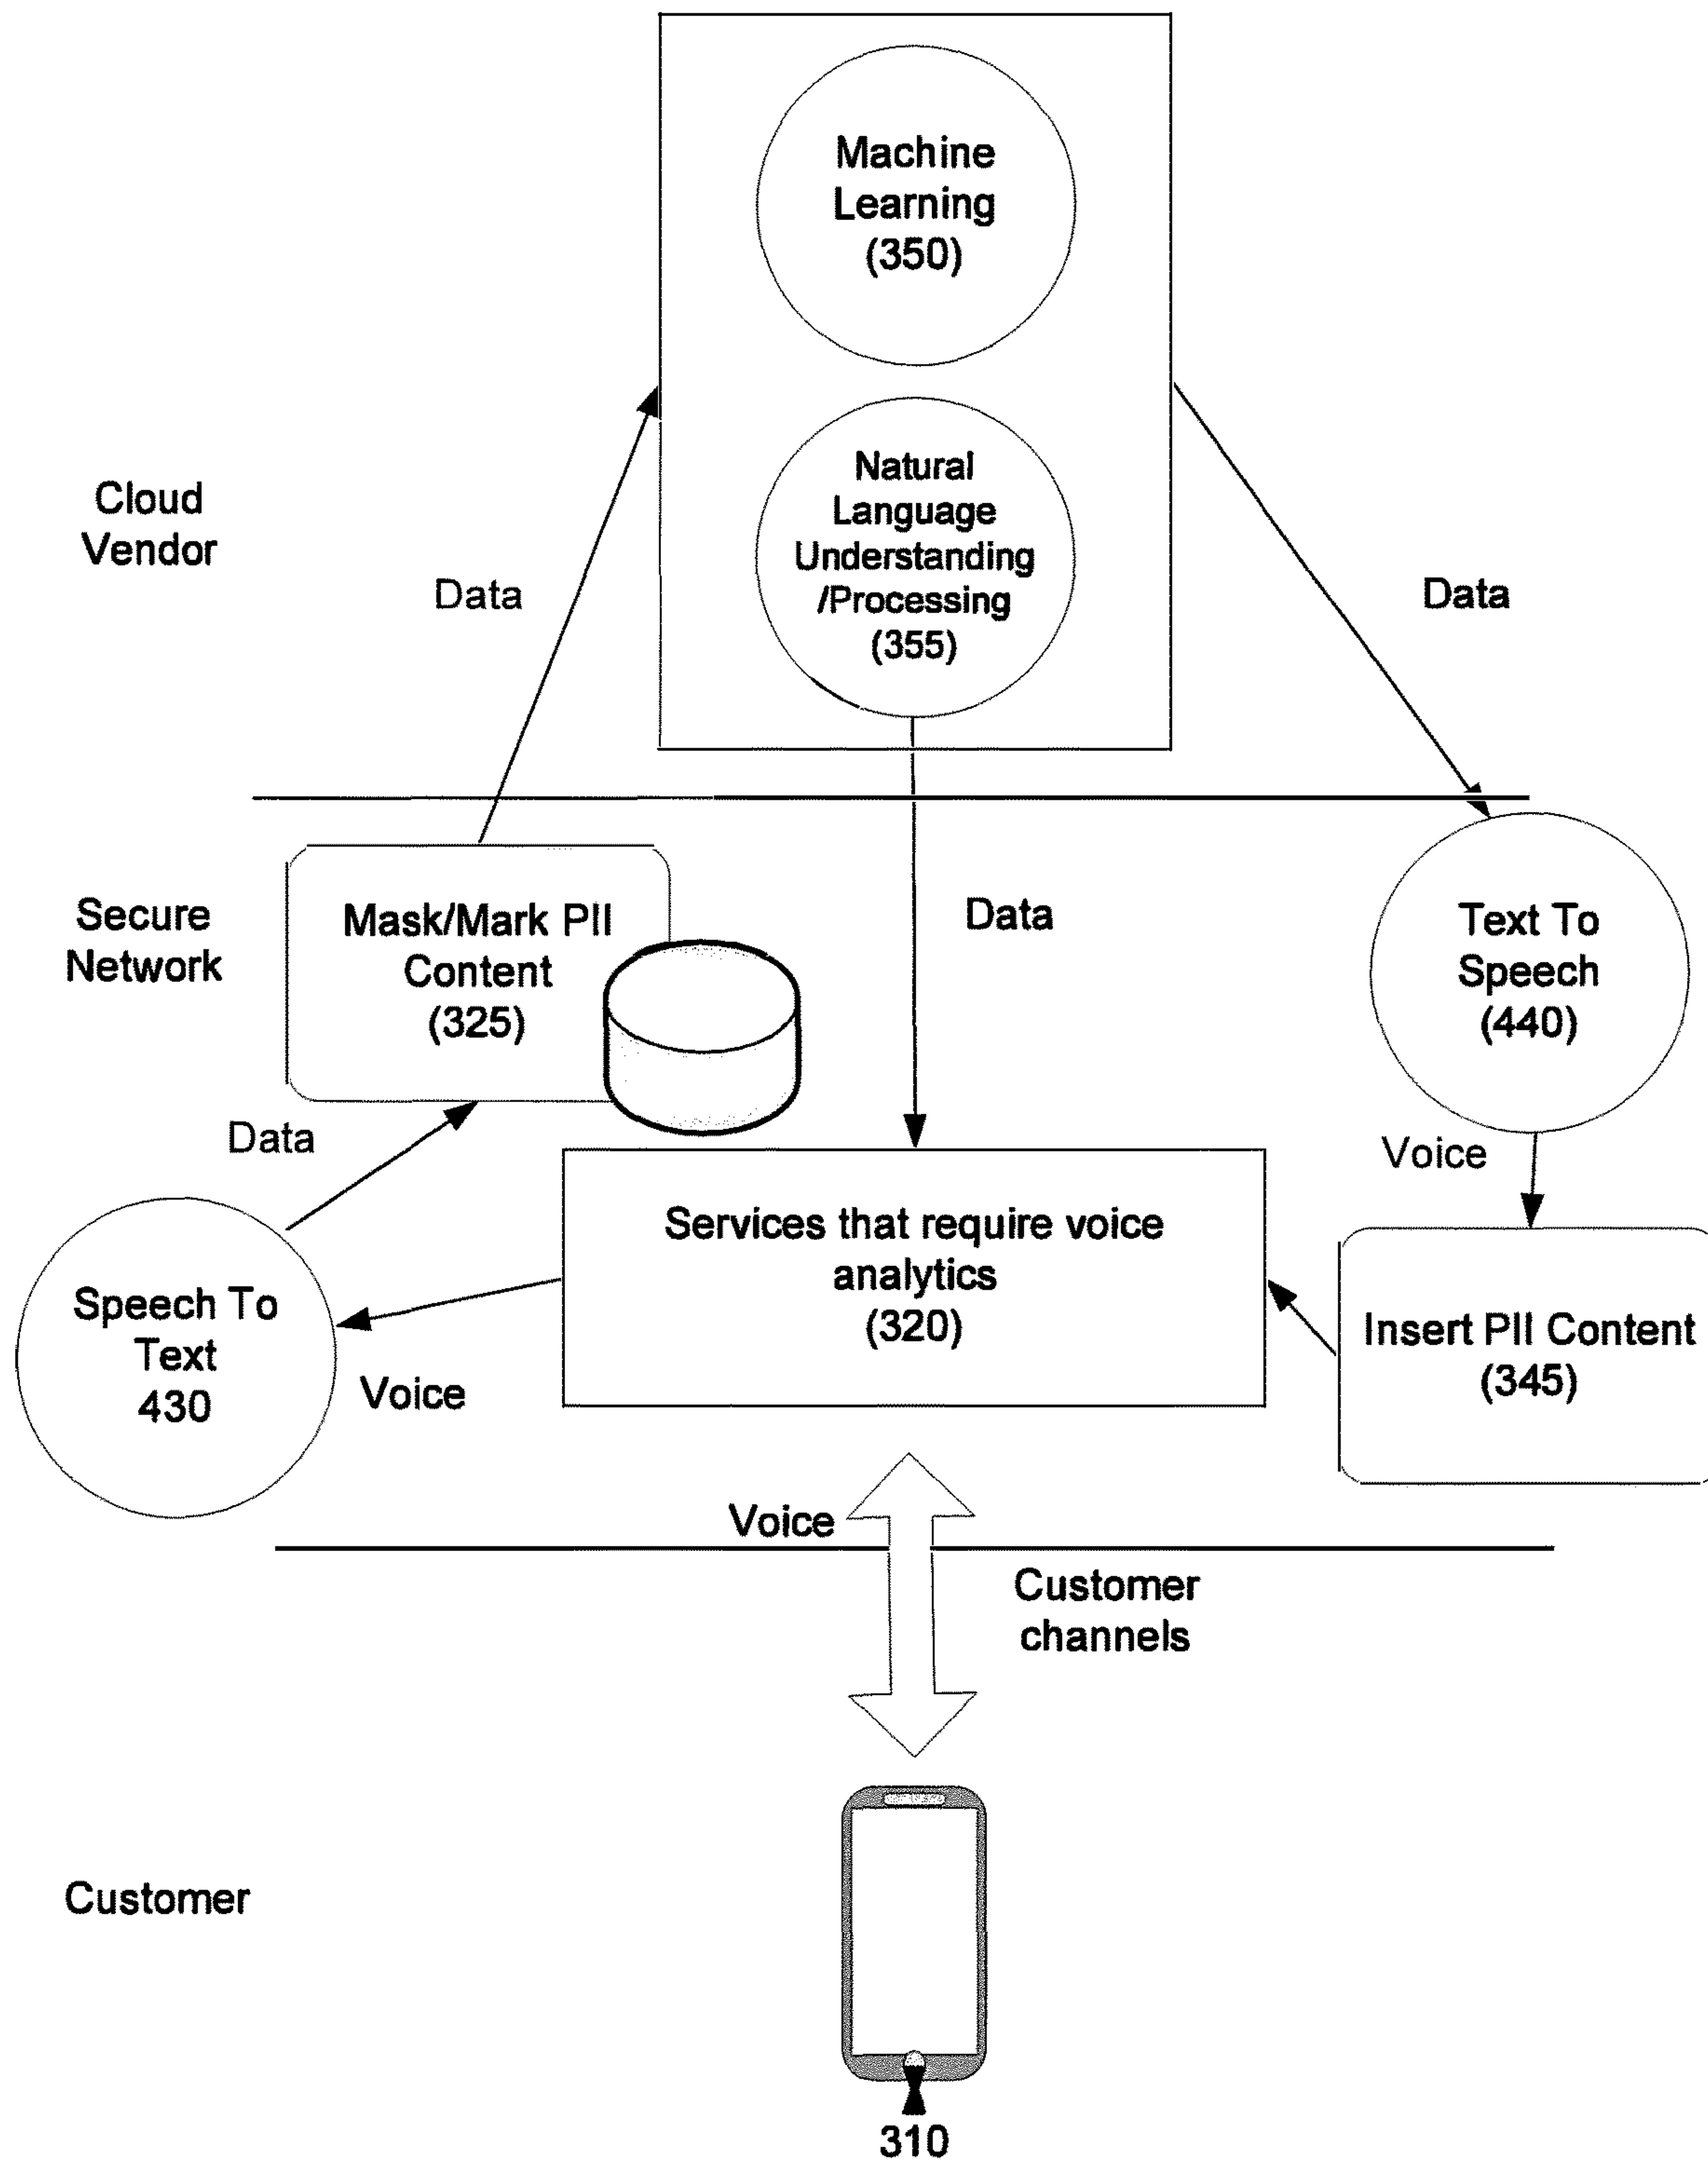 Machine
Learning
(350)
Natural
Language
Understanding
/Processing
(355)
Cloud
Vendor
Data
Data
Secure
Network
Mask/Mark PII
Content
(325)
Data
Text To
Speech
(440)
Data
Voice
Services that require voice
analytics
(320)
Speech To
Text
430
Voice
Insert PII Content
(345)
Voice
Customer
channels
Customer
310